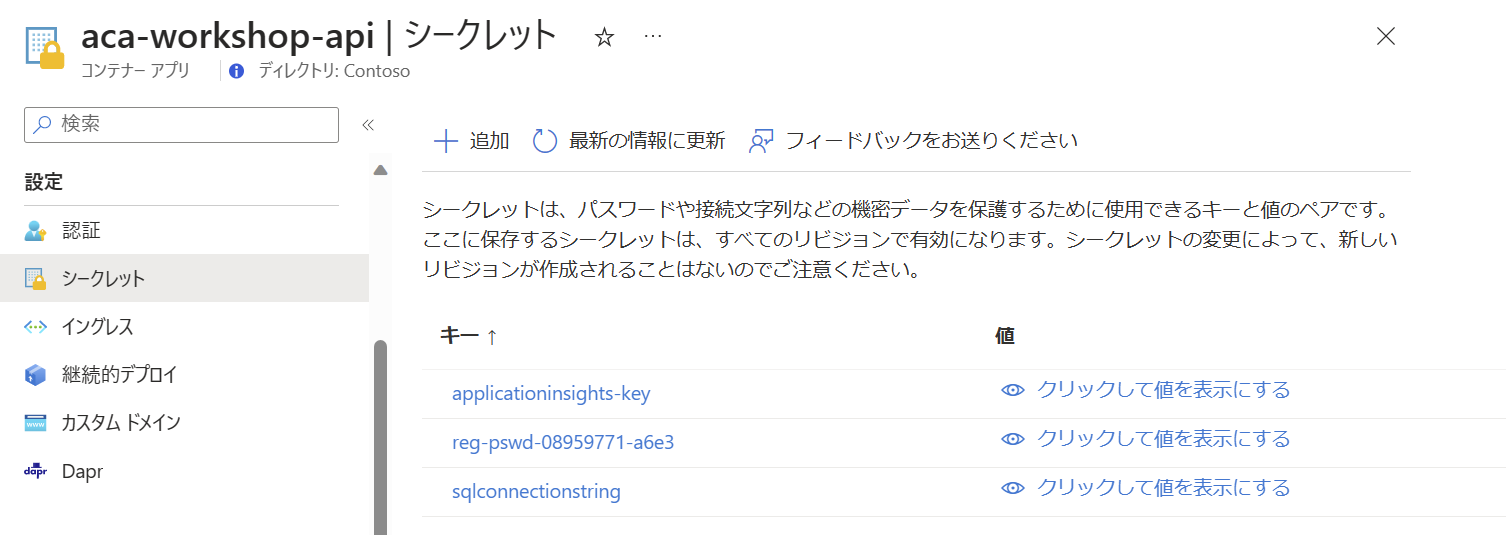 aca-workshop-api | シークレット
コンテナー アプリ ディレクトリ: Contoso
検索
追加 最新の情報に更新 フィードバックをお送りください
設定
認証
シークレット
イングレス
継続的デプロイ
カスタム ドメイン
Dapr
シークレットは、パスワードや接続文字列などの機密データを保護するために使用できるキーと値のペアです。
ここに保存するシークレットは、すべてのリビジョンで有効になります。シークレットの変更によって、新しい
リビジョンが作成されることはないのでご注意ください。
キー ↑ 値
applicationinsights-key クリックして値を表示にする
reg-pswd-08959771-a6e3 クリックして値を表示にする
sqlconnectionstring クリックして値を表示にする